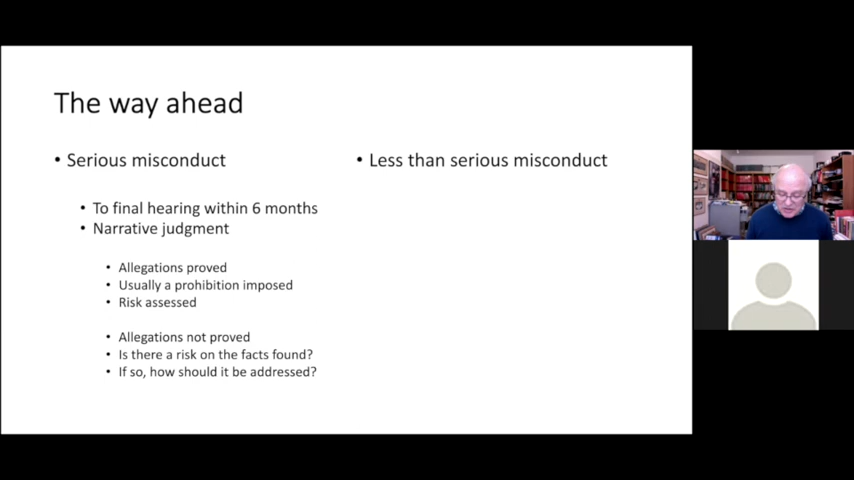 The way ahead
• Serious misconduct
• To final hearing within 6 months
• Narrative judgment
• Allegations proved
• Usually a prohibition imposed
• Risk assessed
• Allegations not proved
• Is there a risk on the facts found?
• If so, how should it be addressed?
• Less than serious misconduct